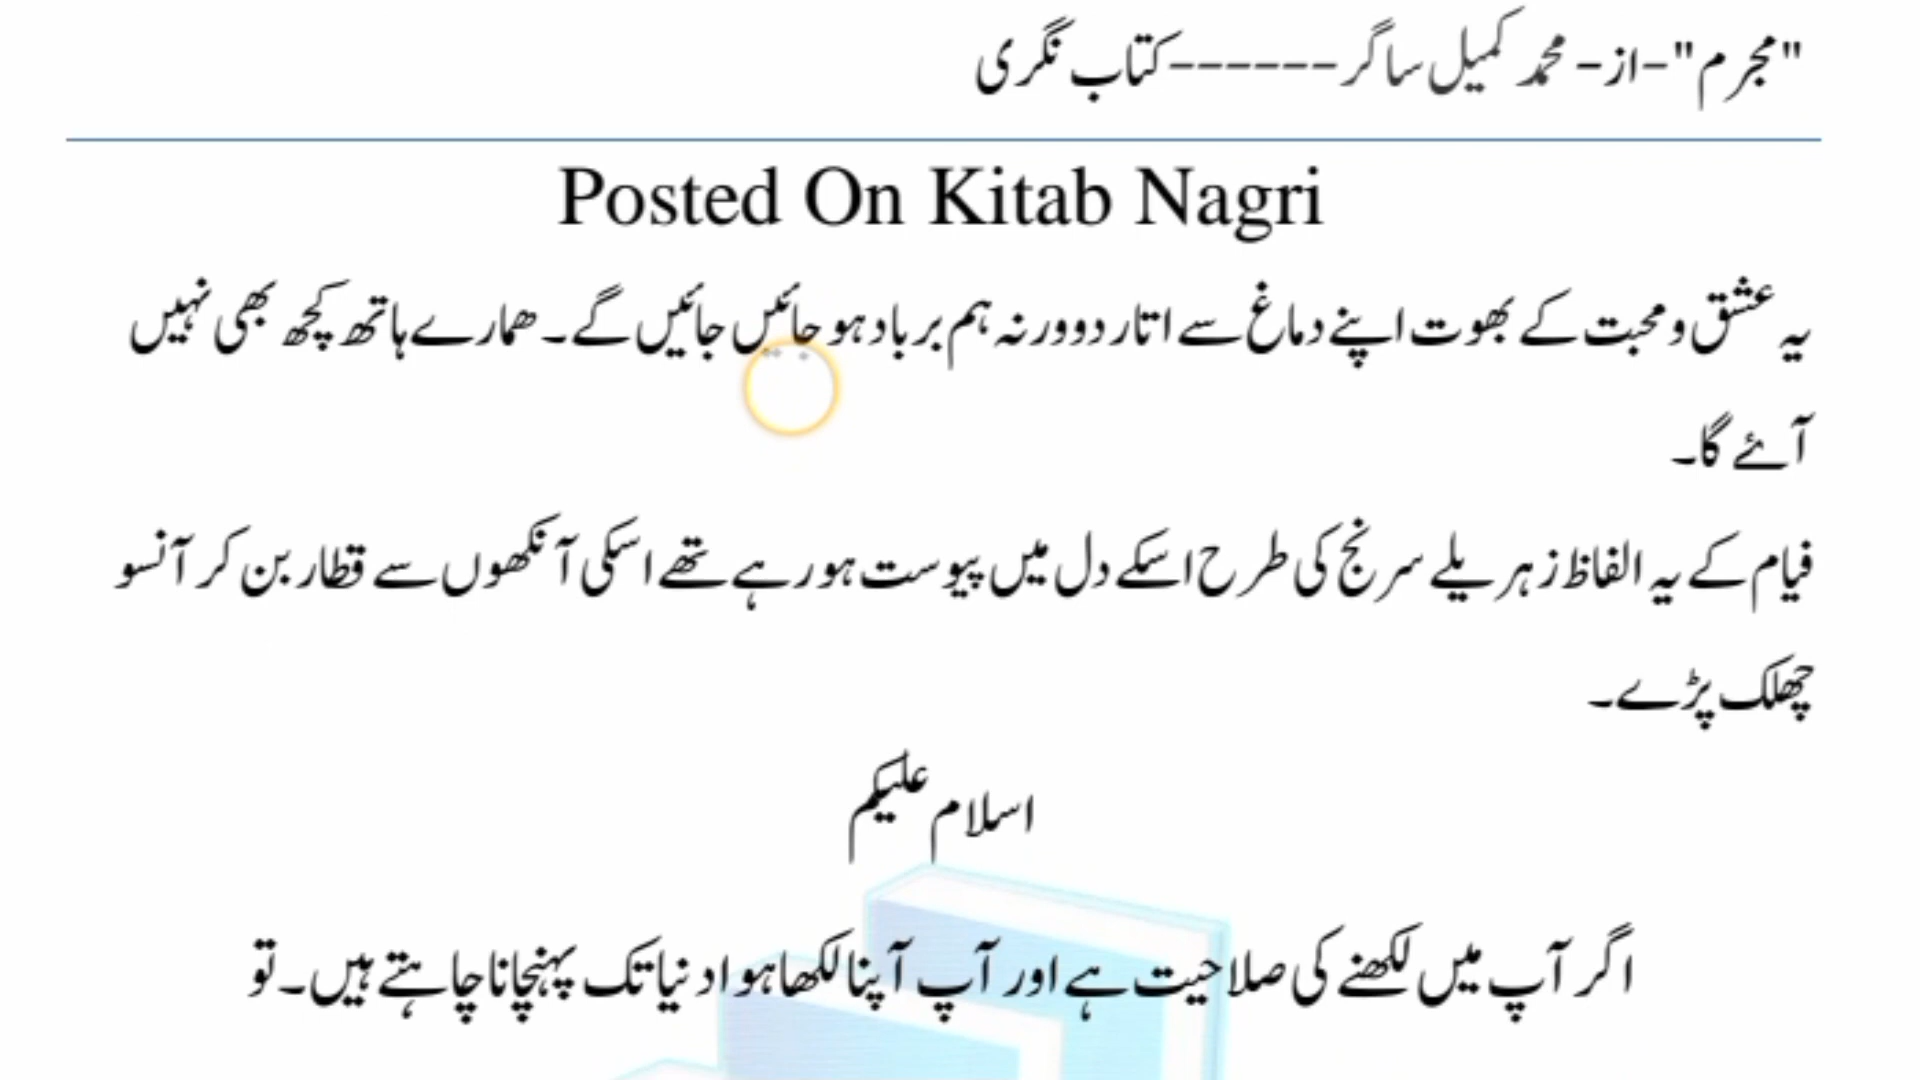 "مجرم"-از- محمد کمیل ساگر------کتاب نگری
Posted On Kitab Nagri
یہ عشق و محبت کے بھوت اپنے دماغ سے اتار دو ورنہ ہم برباد ہو جائیں جائیں گے۔ ھمارے ہاتھ کچھ بھی نہیں
آئے گا۔
فیام کے یہ الفاظ زہریلے سرنج کی طرح اسکے دل میں پیوست ہو رہے تھے اسکی آنکھوں سے قطار بن کر آنسو
چھلک پڑے۔
اسلام علیکم
اگر آپ میں لکھنے کی صلاحیت ہے اور آپ آپنا لکھا ہوا دنیا تک پہنچانا چاہتے ہیں۔ تو